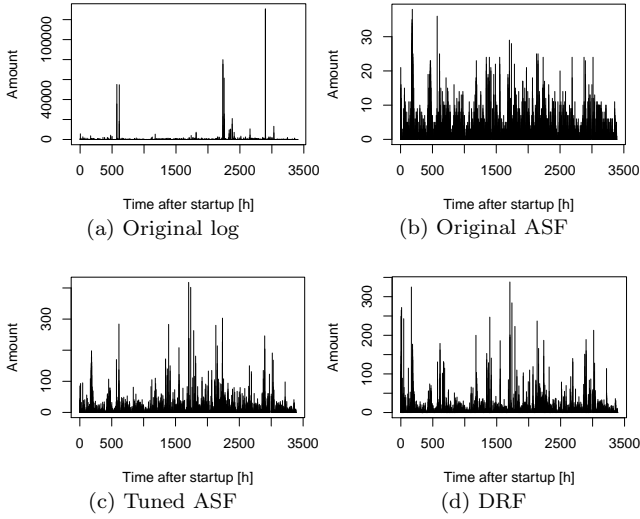 Amount
0 40000 100000
0 500 1500 2500 3500
Time after startup [h]
(a) Original log
Amount
0 10 20 30
0 500 1500 2500 3500
Time after startup [h]
(b) Original ASF
Amount
0 100 300
0 500 1500 2500 3500
Time after startup [h]
(c) Tuned ASF
Amount
0 100 200 300
0 500 1500 2500 3500
Time after startup [h]
(d) DRF